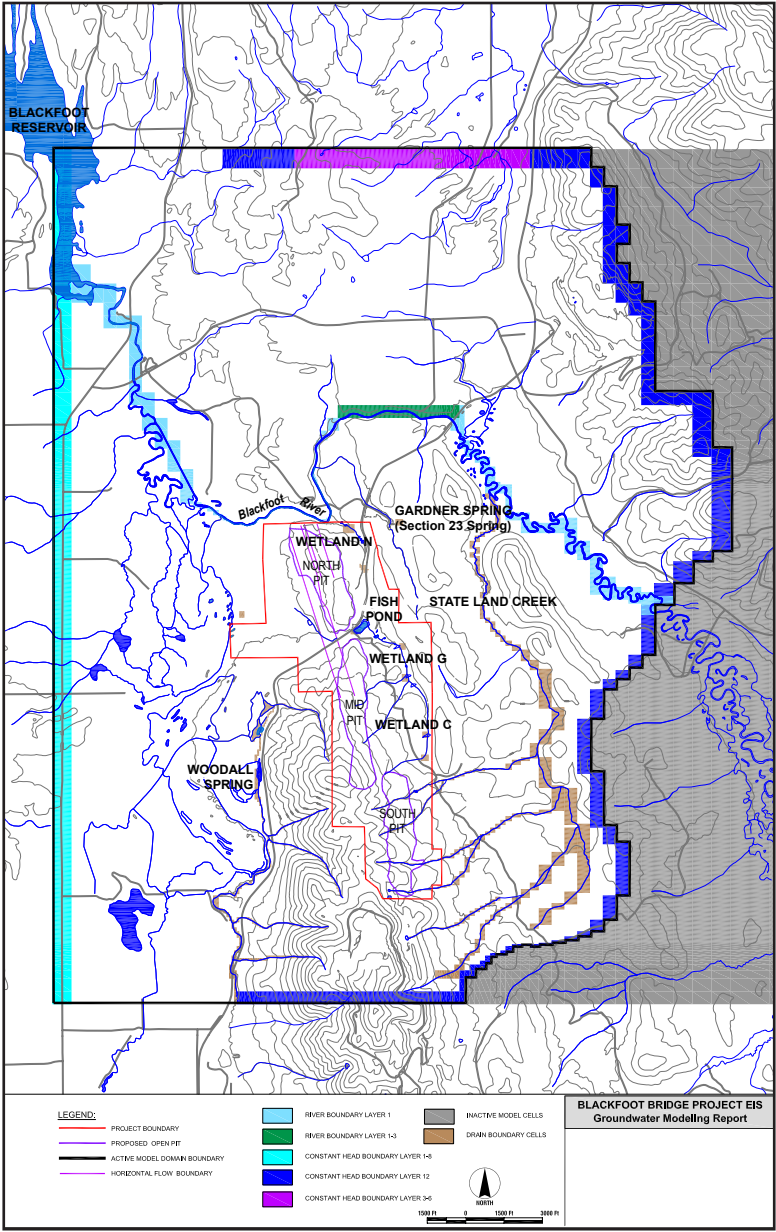 BLACKFOOT
RESERVOIR
Blackfoot River
GARDNER SPRING
(Section 23 Spring)
WETLAND N
NORTH
PIT
FISH
POND
STATE LAND CREEK
WETLAND G
MID
PIT
WETLAND C
WOODALL
SPRING
SOUTH
PIT
LEGEND:
PROJECT BOUNDARY
PROPOSED OPEN PIT
ACTIVE MODEL DOMAIN BOUNDARY
HORIZONTAL FLOW BOUNDARY
RIVER BOUNDARY LAYER 1
RIVER BOUNDARY LAYER 1-3
CONSTANT HEAD BOUNDARY LAYER 1-8
CONSTANT HEAD BOUNDARY LAYER 12
CONSTANT HEAD BOUNDARY LAYER 3-6
INACTIVE MODEL CELLS
DRAIN BOUNDARY CELLS
NORTH
1500 Ft 0 1500 Ft 3000 Ft
BLACKFOOT BRIDGE PROJECT EIS
Groundwater Modeling Report